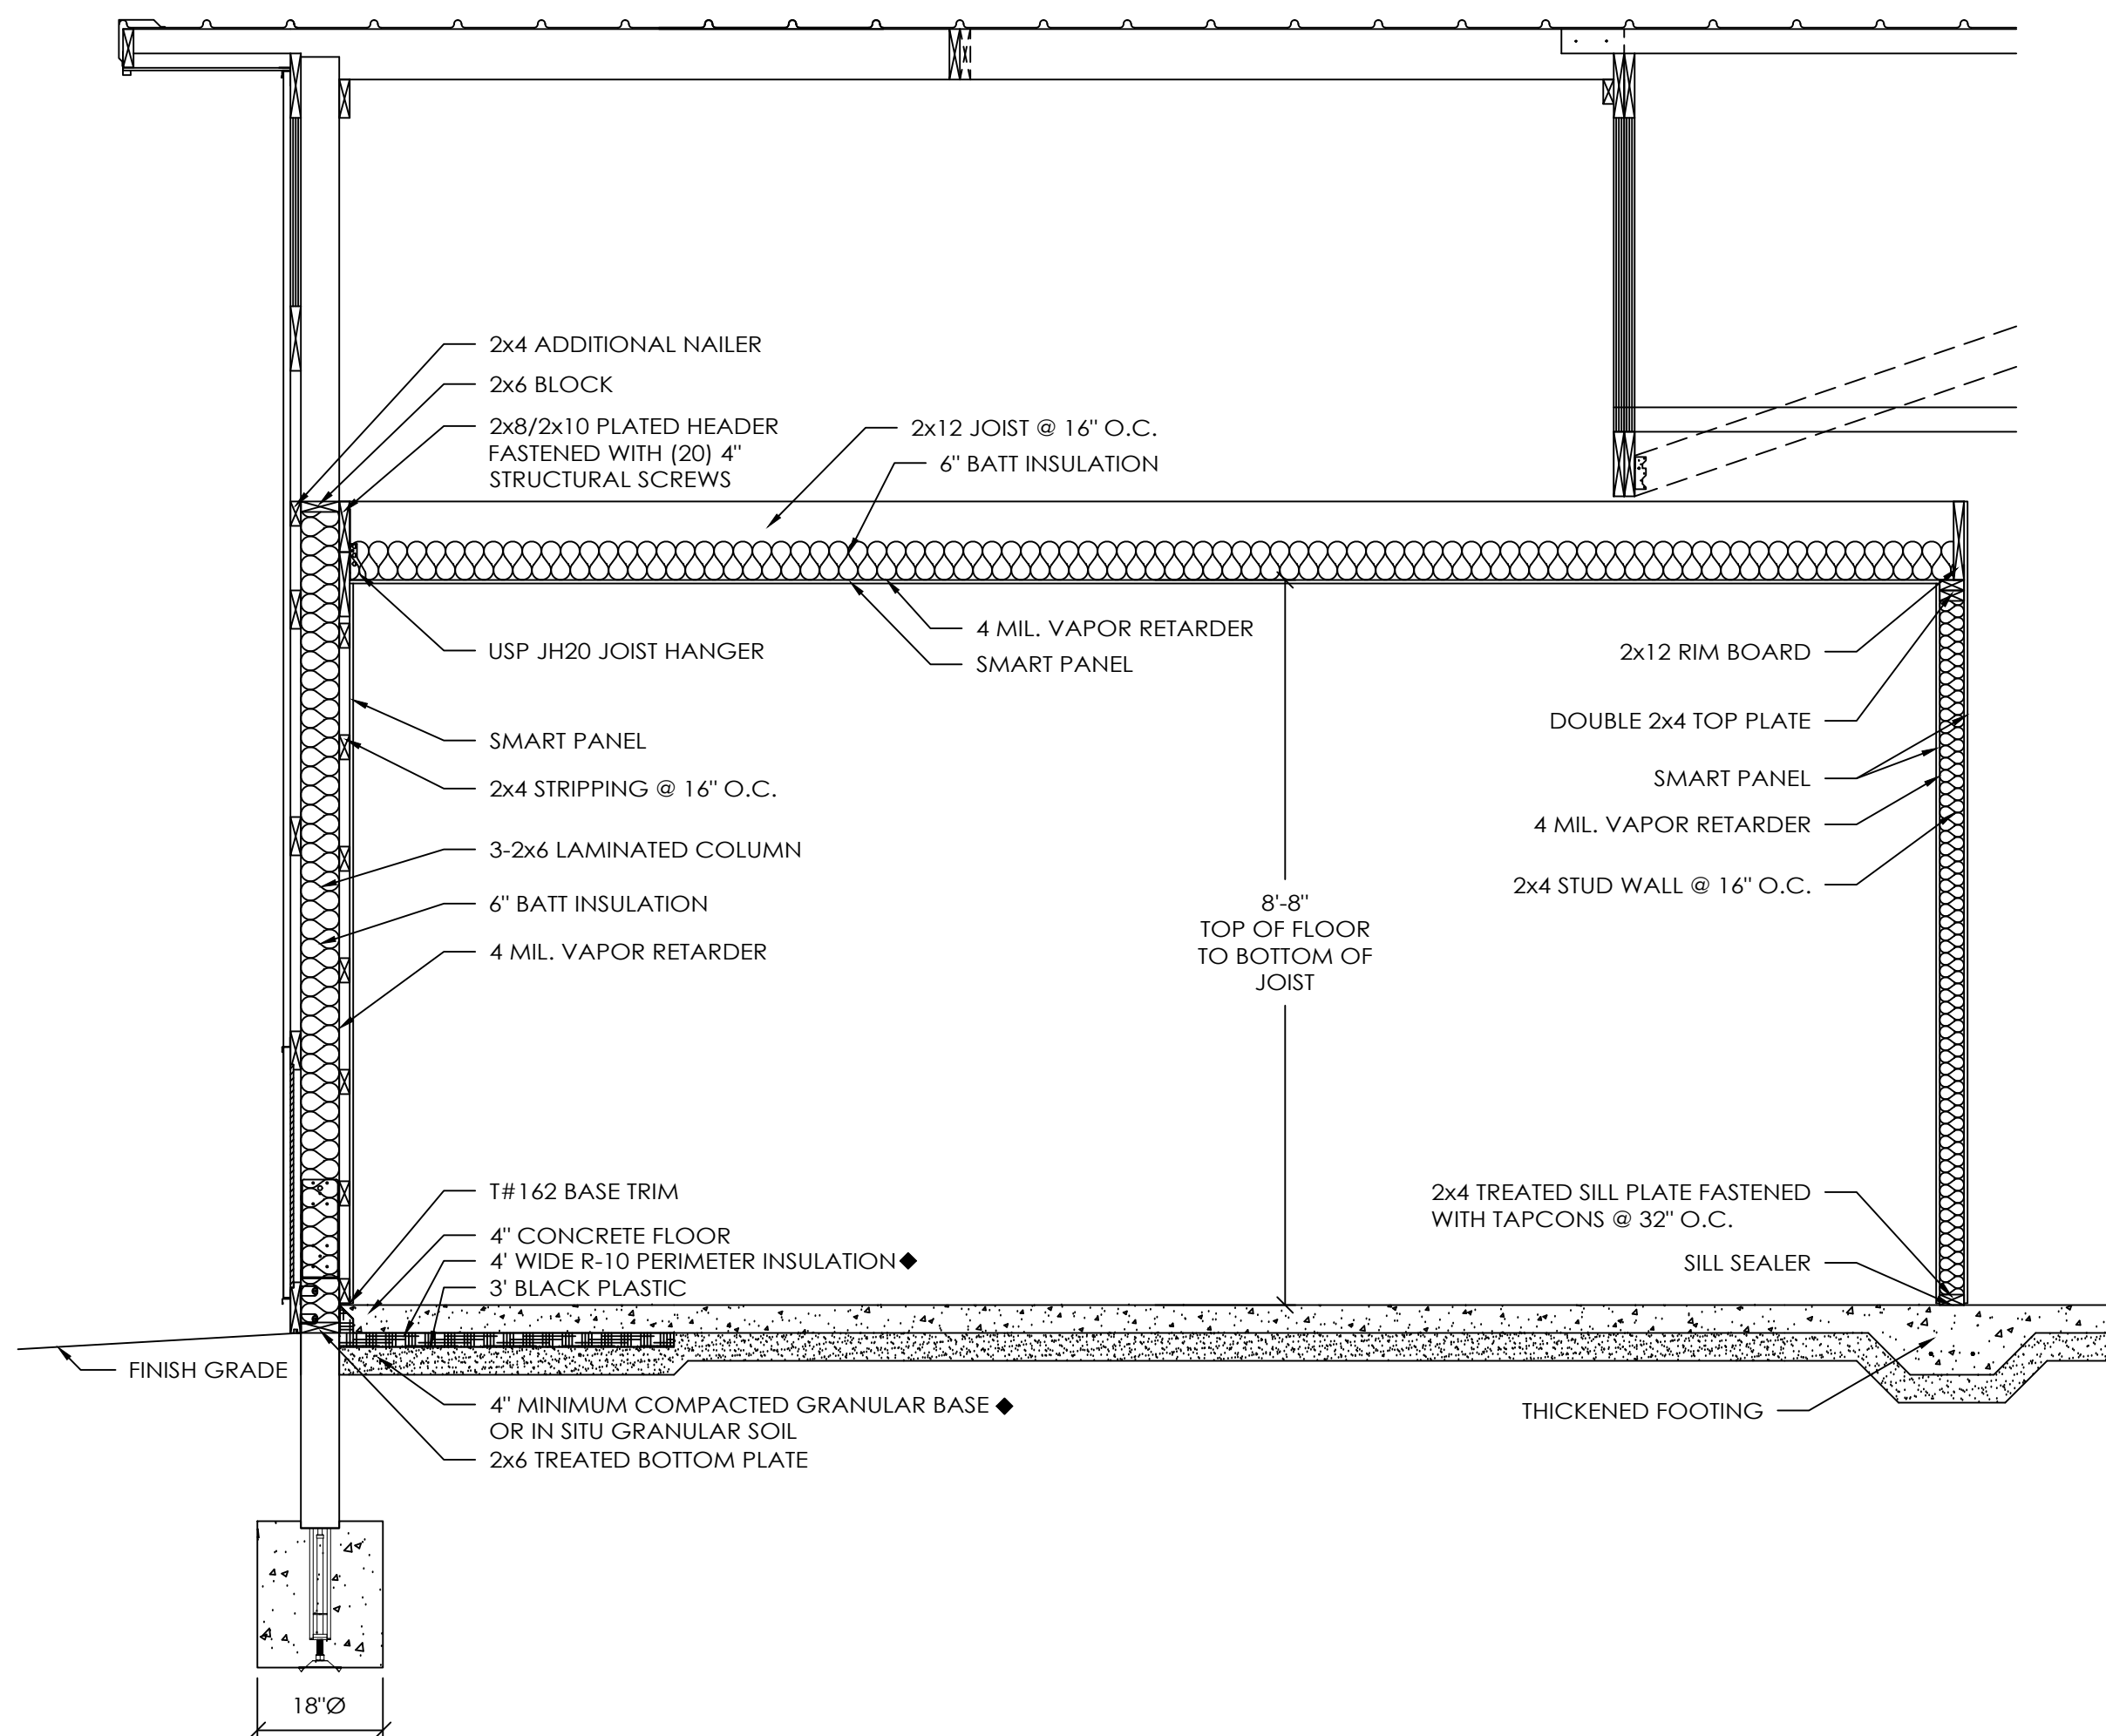 2x4 ADDITIONAL NAILER
2x6 BLOCK
2x8/2x10 PLATED HEADER
FASTENED WITH (20) 4"
STRUCTURAL SCREWS
2x12 JOIST @ 16" O.C.
6" BATT INSULATION
4 MIL. VAPOR RETARDER
SMART PANEL
USP JH20 JOIST HANGER
SMART PANEL
2x4 STRIPPING @ 16" O.C.
3-2x6 LAMINATED COLUMN
6" BATT INSULATION
4 MIL. VAPOR RETARDER
8'-8"
TOP OF FLOOR
TO BOTTOM OF
JOIST
2x12 RIM BOARD
DOUBLE 2x4 TOP PLATE
SMART PANEL
4 MIL. VAPOR RETARDER
2x4 STUD WALL @ 16" O.C.
T#162 BASE TRIM
4" CONCRETE FLOOR
4' WIDE R-10 PERIMETER INSULATION◆
3' BLACK PLASTIC
2x4 TREATED SILL PLATE FASTENED
WITH TAPCONS @ 32" O.C.
SILL SEALER
FINISH GRADE
4" MINIMUM COMPACTED GRANULAR BASE ◆
OR IN SITU GRANULAR SOIL
2x6 TREATED BOTTOM PLATE
THICKENED FOOTING
18"Ø